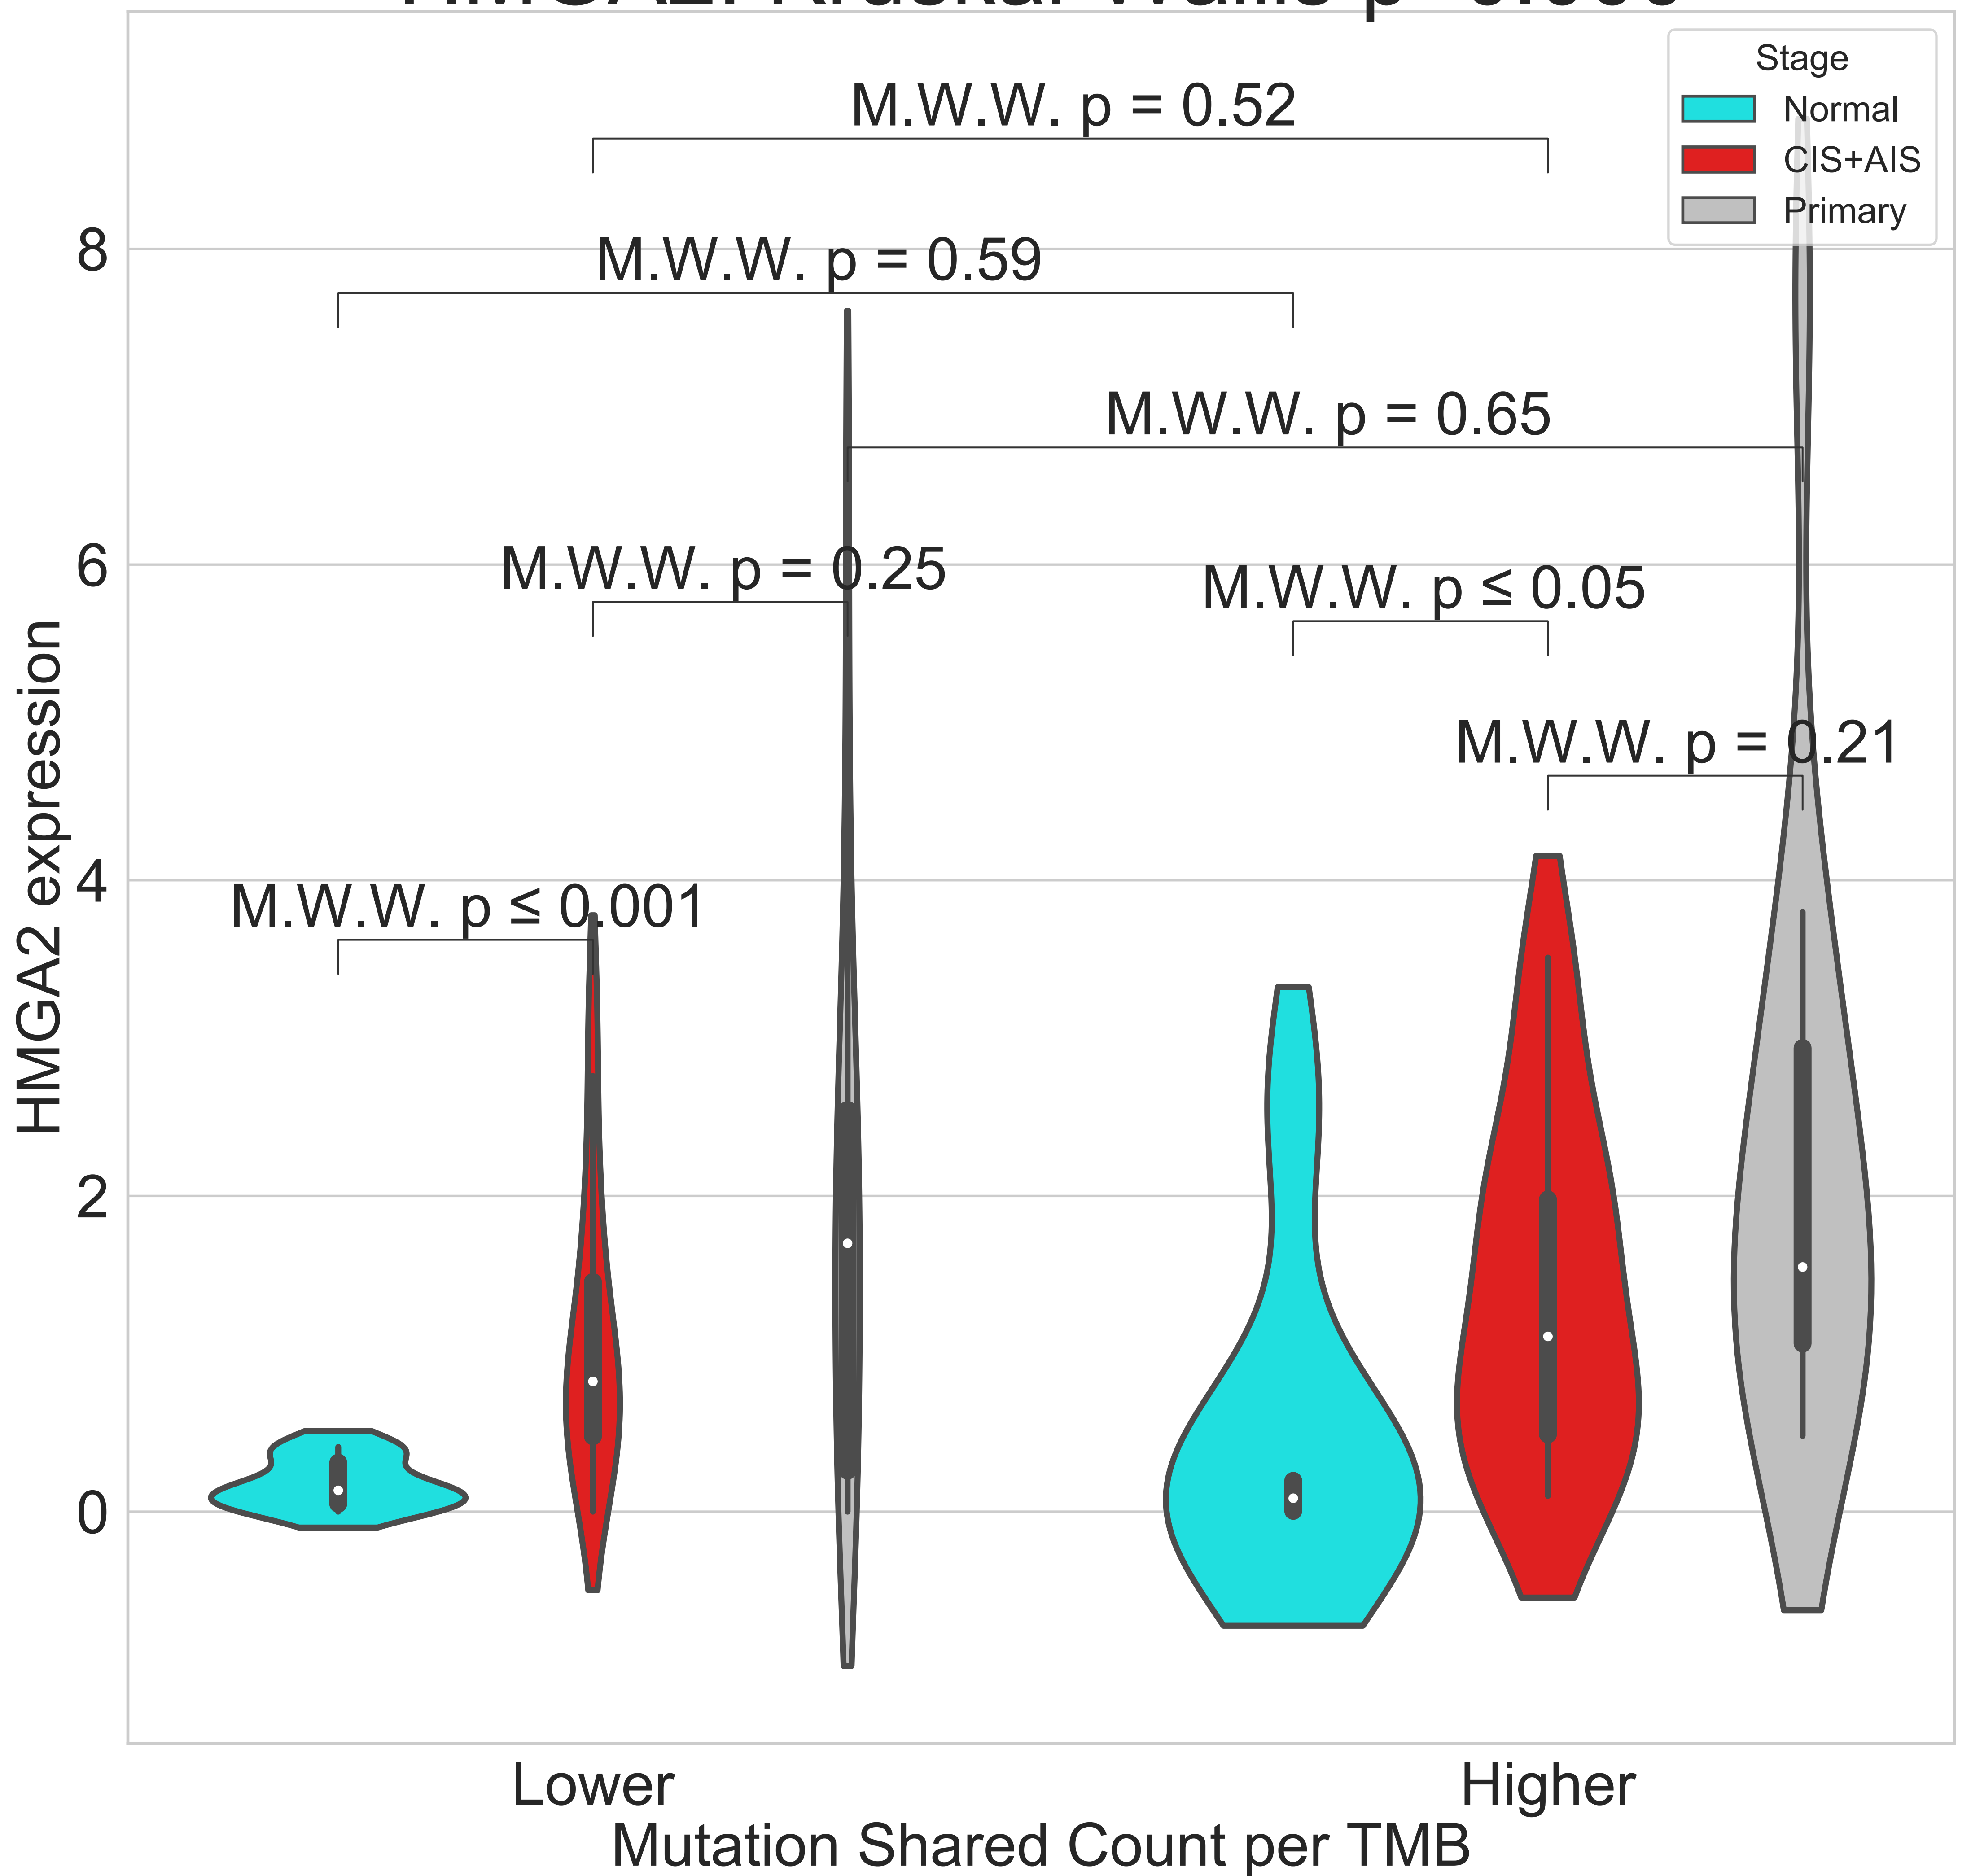 Stage
Normal
CIS+AIS
Primary
M.W.W. p = 0.52
M.W.W. p = 0.59
M.W.W. p = 0.65
M.W.W. p = 0.25
M.W.W. p ≤ 0.05
M.W.W. p = 0.21
M.W.W. p ≤ 0.001
8
6
4
2
0
HMGA2 expression
Lower
Higher
Mutation Shared Count per TMB